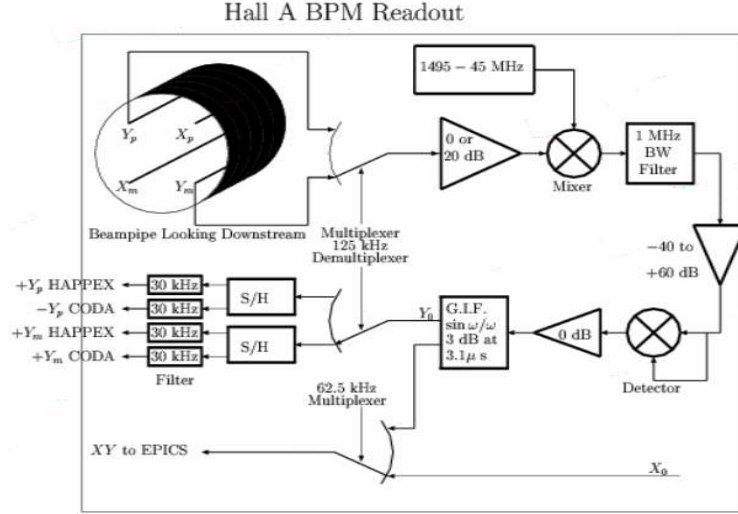 Hall A BPM Readout
1495 – 45 MHz
Y_p
X_p
X_m
Y_m
Beampipe Looking Downstream
0 or
20 dB
Mixer
1 MHz
BW
Filter
Multiplexer
125 kHz
Demultiplexer
−40 to
+60 dB
+Y_p HAPPEX
30 kHz
−Y_p CODA
30 kHz
+Y_m HAPPEX
30 kHz
+Y_m CODA
30 kHz
Filter
S/H
S/H
Y_0
G.I.F.
sin ω/ω
3 dB at
3.1μ s
0 dB
Detector
62.5 kHz
Multiplexer
XY to EPICS
X_0